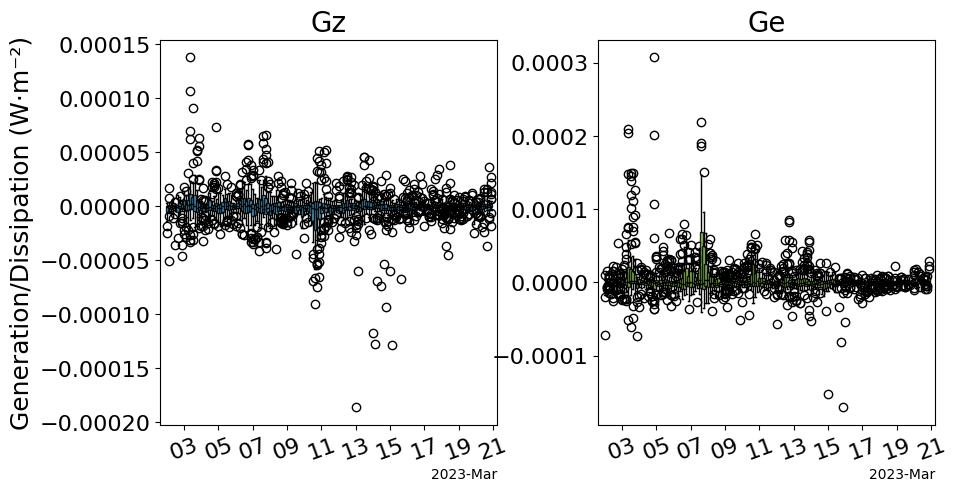 Gz
Generation/Dissipation (W·m⁻²)
0.00015
0.00010
0.00005
0.00000
−0.00005
−0.00010
−0.00015
−0.00020
03 05 07 09 11 13 15 17 19 21
2023-Mar
Ge
0.0003
0.0002
0.0001
0.0000
−0.0001
03 05 07 09 11 13 15 17 19 21
2023-Mar